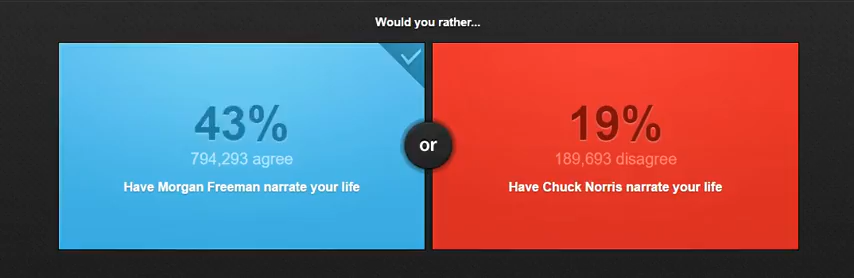 Would you rather...
43%
794,293 agree
Have Morgan Freeman narrate your life
or
19%
189,693 disagree
Have Chuck Norris narrate your life